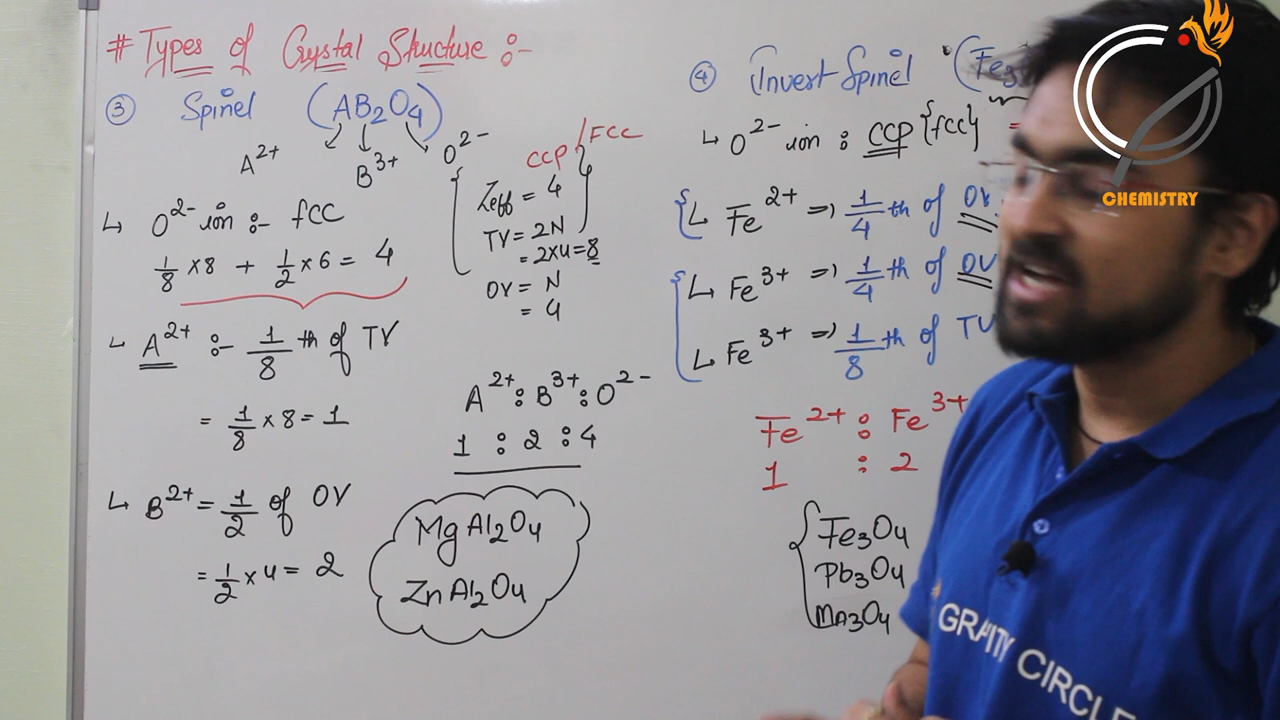 # Types of Crystal Structure :-
③ Spinel (AB₂O₄)
A²⁺ B³⁺ O²⁻
↳ O²⁻ ion :- fCC
1/8 ×8 + 1/2 ×6 = 4
↳ A²⁺ :- 1/8 th of TV
= 1/8 × 8 = 1
↳ B²⁺ = 1/2 of OV
= 1/2 × 4 = 2
CCP / FCC
Zeff = 4
TV = 2N
= 2×4=8
OV = N
= 4
A²⁺ : B³⁺ : O²⁻
1 : 2 : 4
MgAl₂O₄
ZnAl₂O₄
④ Invert Spinel (Fe₃
↳ O²⁻ ion : CCP {fCC}
↳ Fe²⁺ => 1/4 th of OV
↳ Fe³⁺ => 1/4 th of OV
↳ Fe³⁺ => 1/8 th of TV
Fe²⁺ : Fe³⁺
1 : 2
Fe₃O₄
Pb₃O₄
CHEMISTRY
GRAVITY CIRCLE